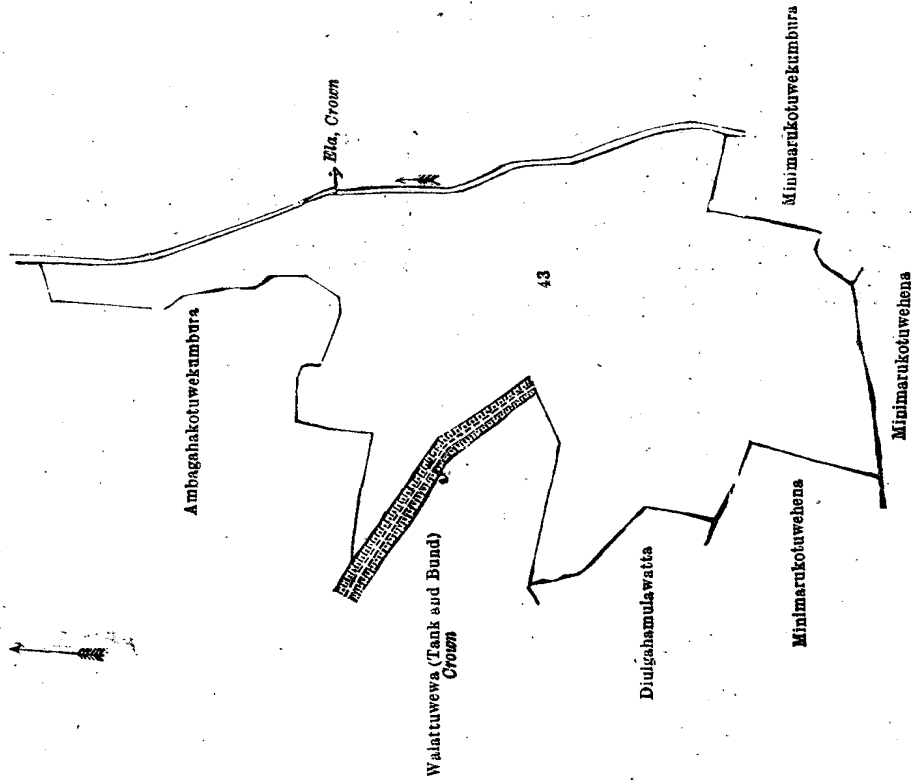 Minimarukotuwekumbura
Ela, Crown
Ambagahakotuwekumbura
43
Walattuwewa (Tank and Bund)
Crown
Diulgahamulawatta
Minimarukotuwehena
Minimarukotuwehena